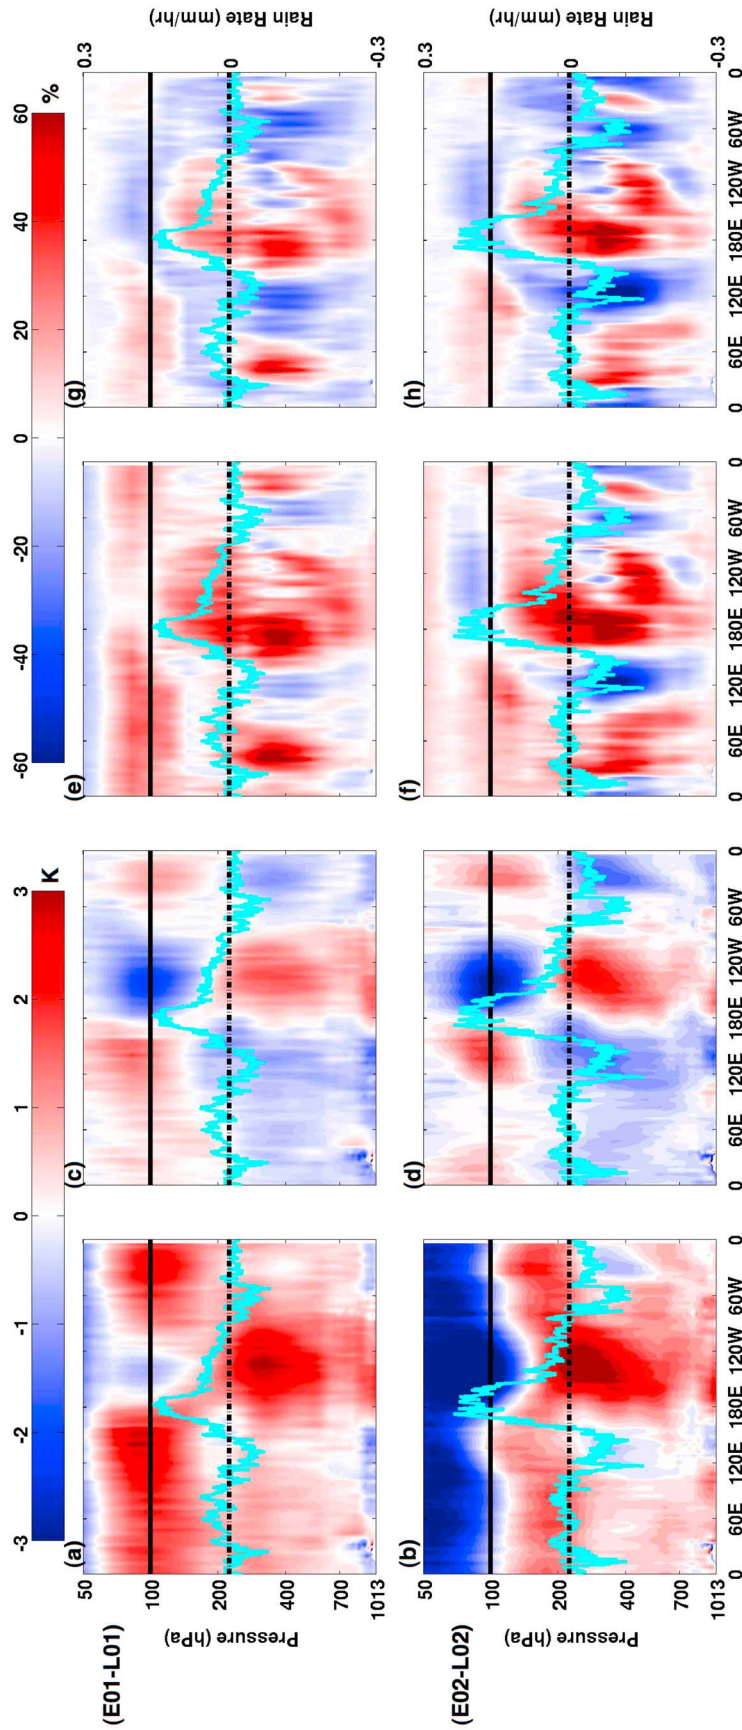 -3 -2 -1 0 1 2 3
K
-60 -40 -20 0 20 40 60
%
(a) (c) (e) (g)
(E01-L01)
Pressure (hPa)
50
100
200
400
700
1013
0.3
0
-0.3
Rain Rate (mm/hr)
(b) (d) (f) (h)
(E02-L02)
Pressure (hPa)
50
100
200
400
700
1013
0.3
0
-0.3
Rain Rate (mm/hr)
0 60E 120E 180E 120W 60W 0
0 60E 120E 180E 120W 60W 0
0 60E 120E 180E 120W 60W 0
0 60E 120E 180E 120W 60W 0